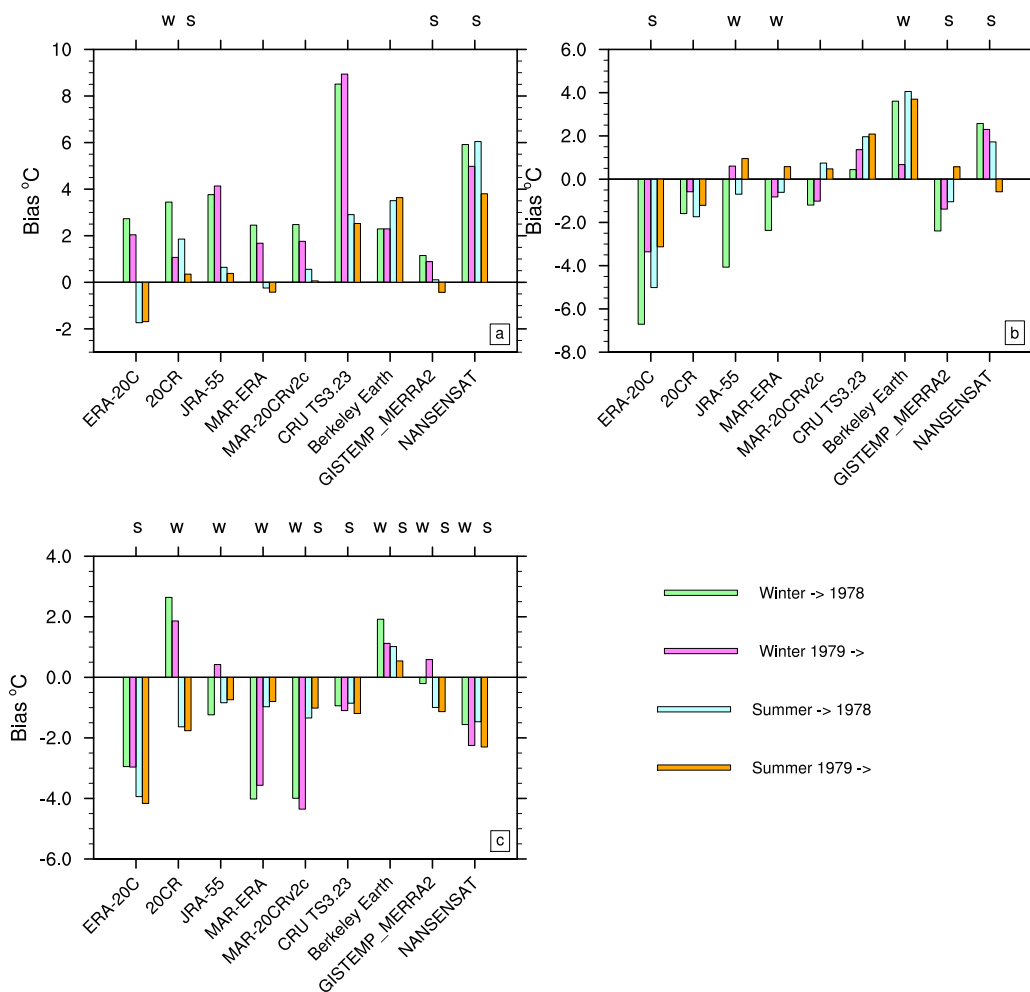 W S S S
10
8
6
4
2
0
-2
Bias °C
a
ERA-20C
20CR
JRA-55
MAR-ERA
MAR-20CRv2c
CRU TS3.23
Berkeley Earth
GISTEMP_MERRA2
NANSENSAT
S W W W S S
6.0
4.0
2.0
0.0
-2.0
-4.0
-6.0
-8.0
Bias °C
b
ERA-20C
20CR
JRA-55
MAR-ERA
MAR-20CRv2c
CRU TS3.23
Berkeley Earth
GISTEMP_MERRA2
NANSENSAT
S W W W W S S W S W S W S
4.0
2.0
0.0
-2.0
-4.0
-6.0
Bias °C
c
ERA-20C
20CR
JRA-55
MAR-ERA
MAR-20CRv2c
CRU TS3.23
Berkeley Earth
GISTEMP_MERRA2
NANSENSAT
Winter -> 1978
Winter 1979 ->
Summer -> 1978
Summer 1979 ->